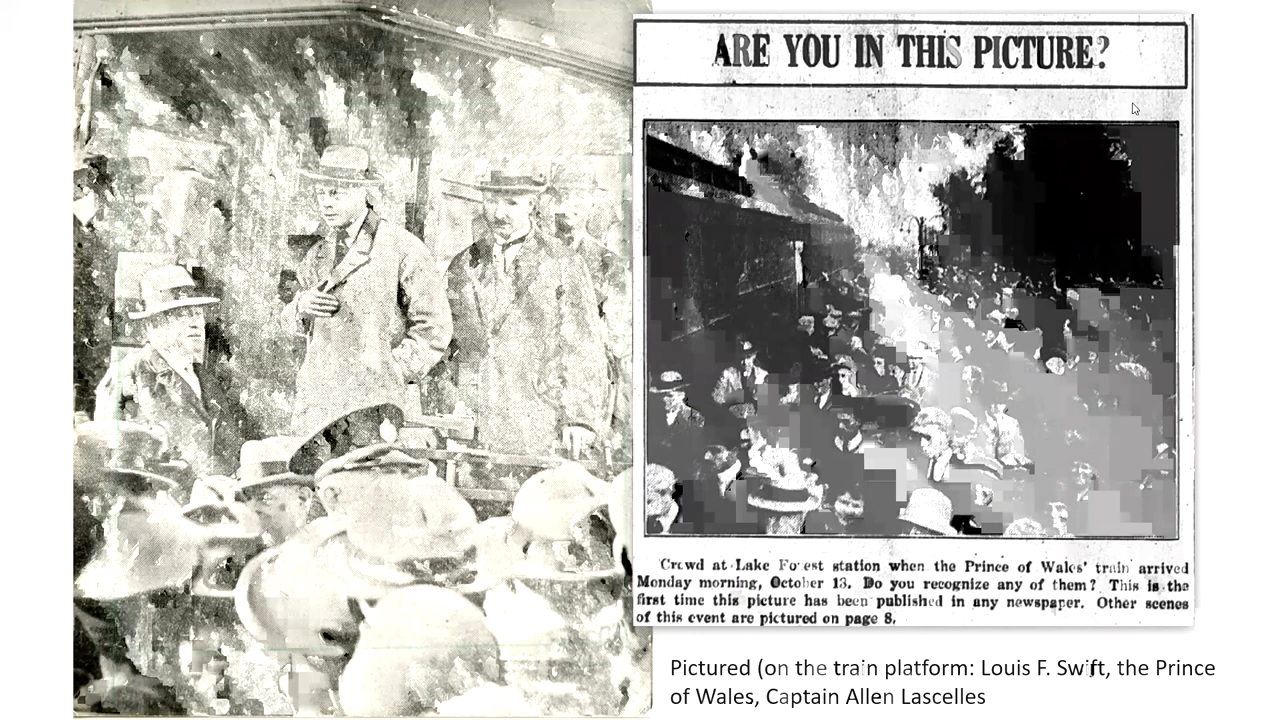 ARE YOU IN THIS PICTURE?
Crowd at Lake Forest station when the Prince of Wales' train arrived
Monday morning, October 13. Do you recognize any of them? This is the
first time this picture has been published in any newspaper. Other scenes
of this event are pictured on page 8.
Pictured (on the train platform: Louis F. Swift, the Prince
of Wales, Captain Allen Lascelles